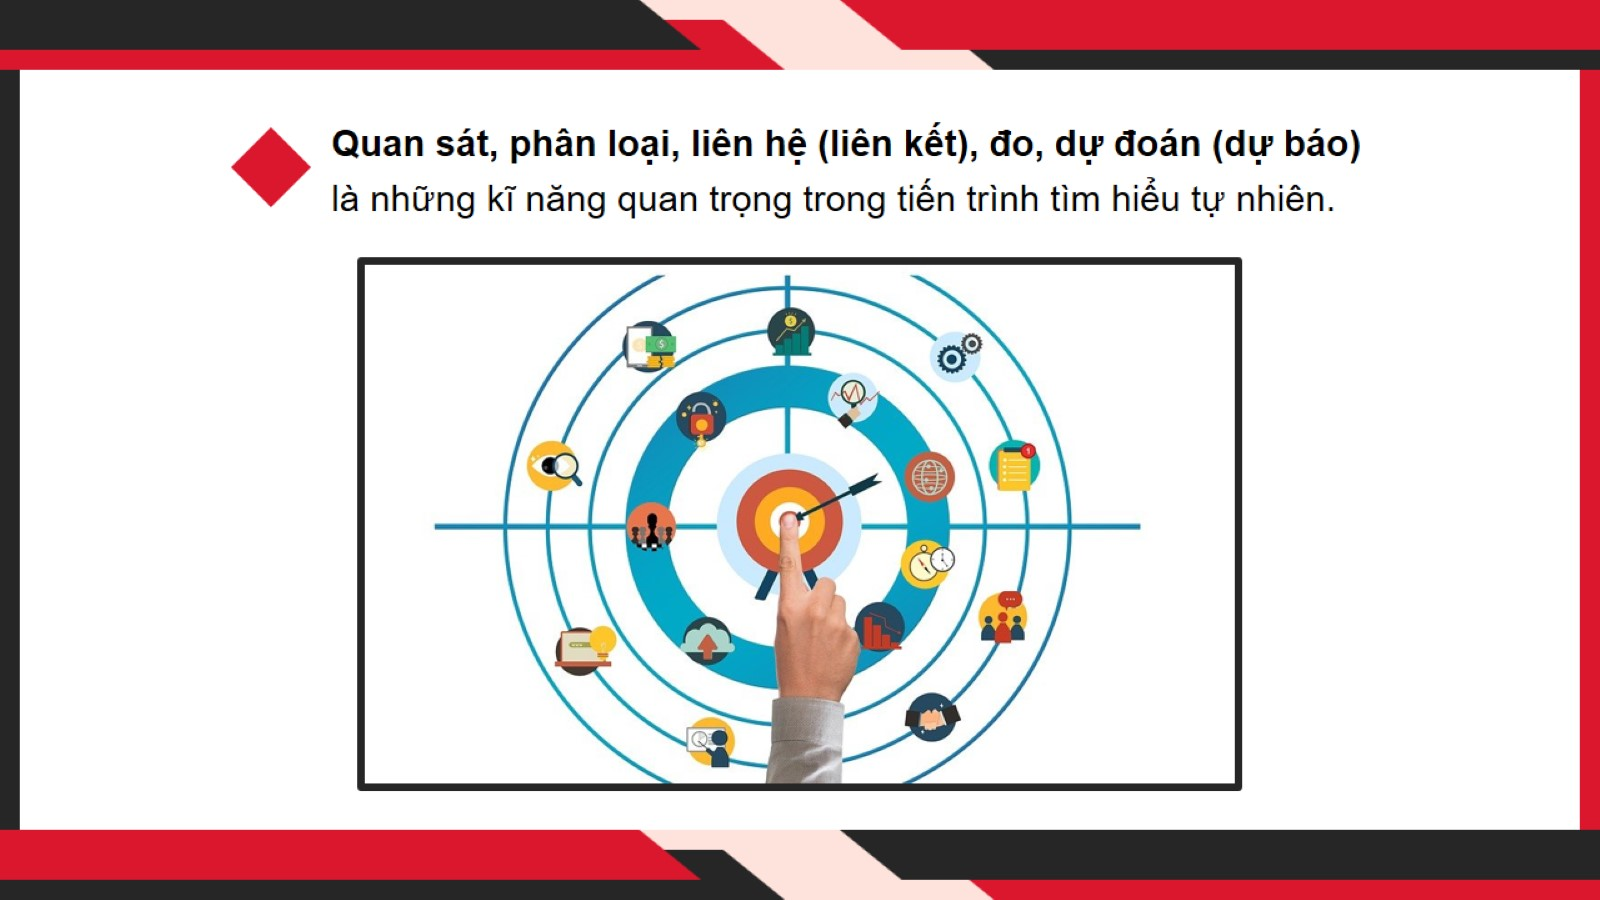 Quan sát, phân loại, liên hệ (liên kết), đo, dự đoán (dự báo)
là những kĩ năng quan trọng trong tiến trình tìm hiểu tự nhiên.